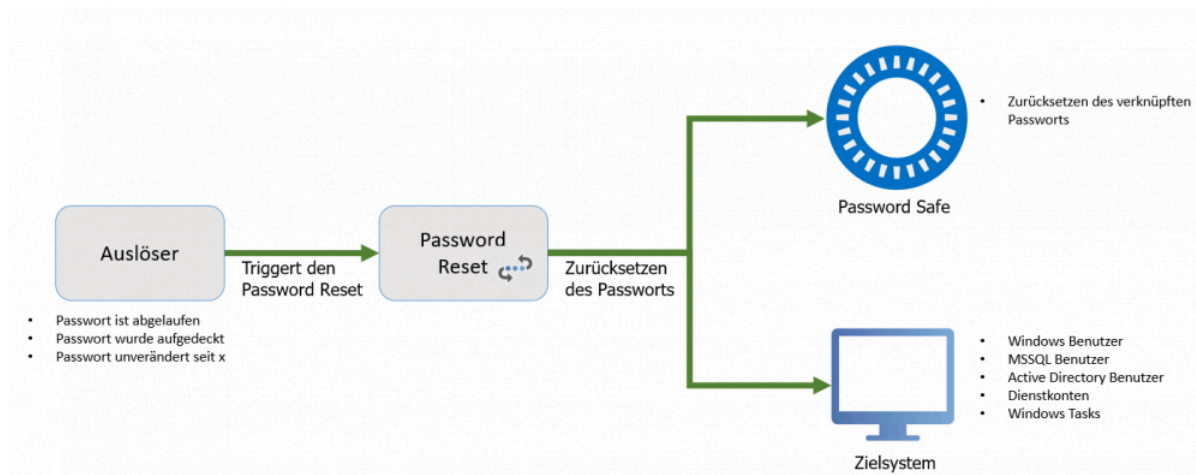 Auslöser
• Passwort ist abgelaufen
• Passwort wurde aufgedeckt
• Passwort unverändert seit x
Triggert den
Password Reset
Password
Reset
Zurücksetzen
des Passworts
Password Safe
• Zurücksetzen des verknüpften
Passworts
Zielsystem
• Windows Benutzer
• MSSQL Benutzer
• Active Directory Benutzer
• Dienstkonten
• Windows Tasks